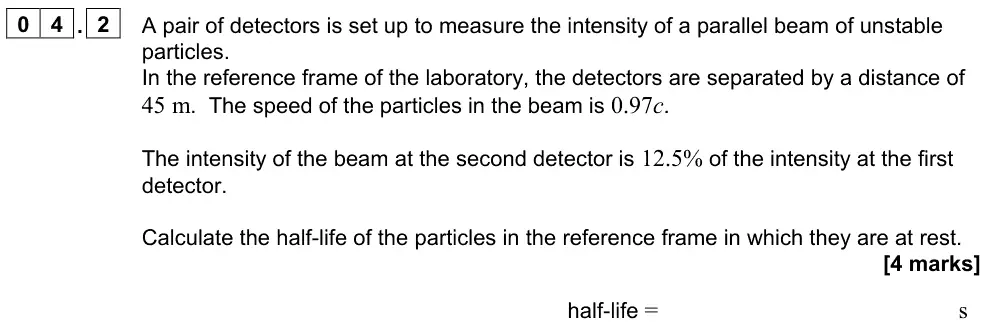 04.2 A pair of detectors is set up to measure the intensity of a parallel beam of unstable
particles.
In the reference frame of the laboratory, the detectors are separated by a distance of
45 m. The speed of the particles in the beam is 0.97c.
The intensity of the beam at the second detector is 12.5% of the intensity at the first
detector.
Calculate the half-life of the particles in the reference frame in which they are at rest.
[4 marks]
half-life = s